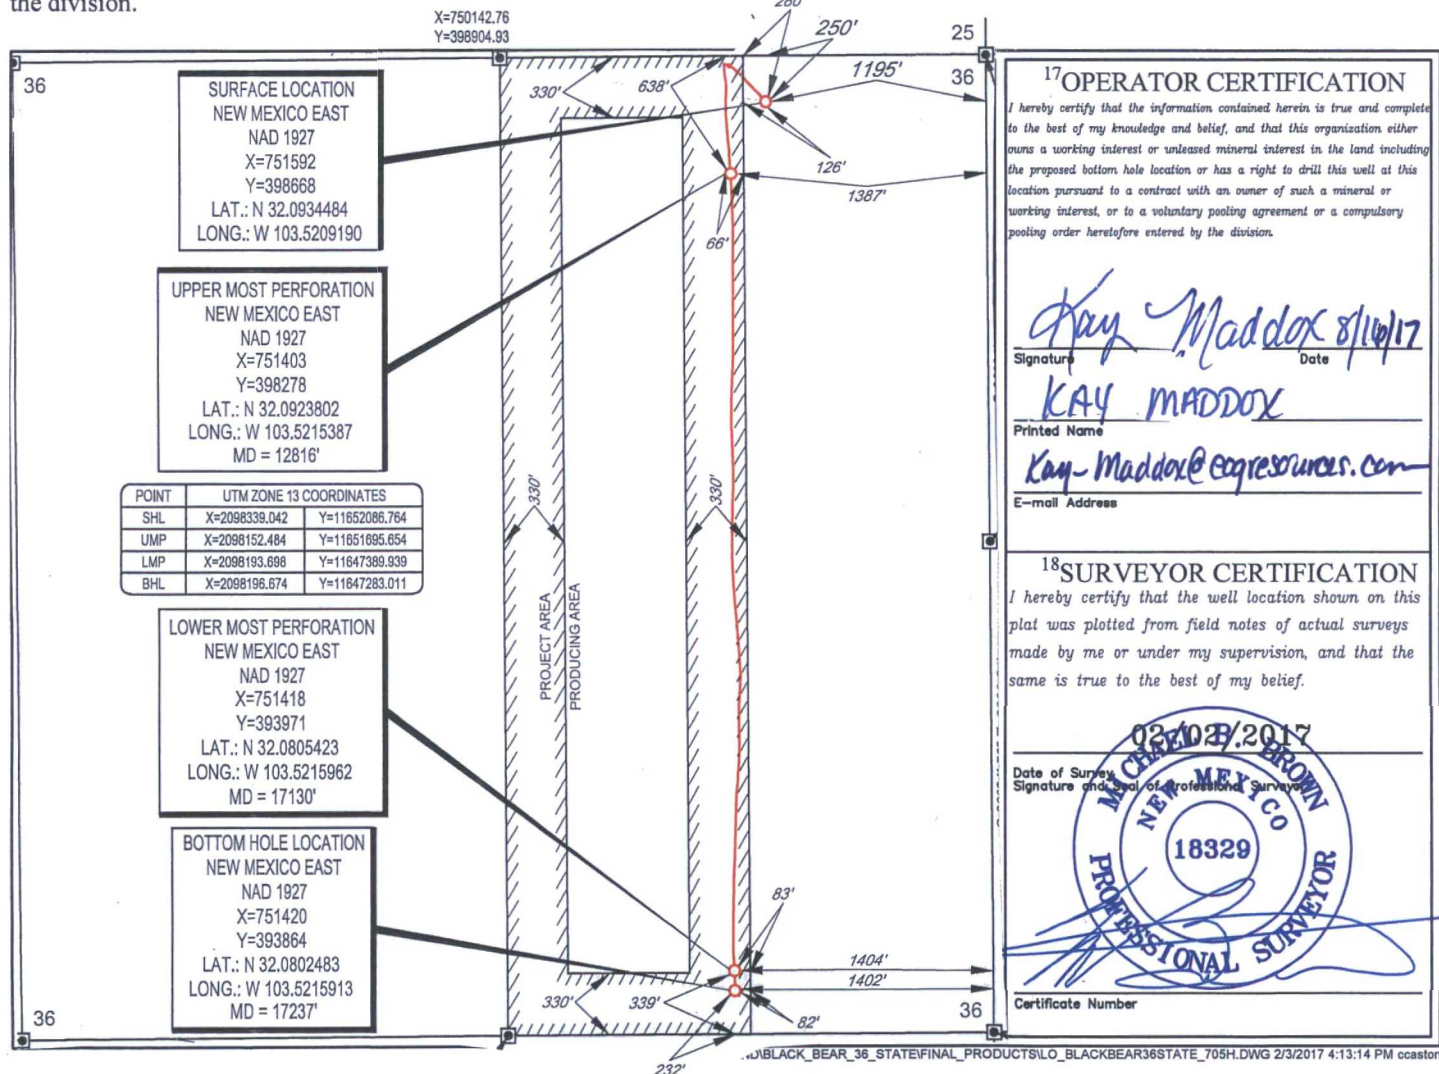 the division.
X=750142.76
Y=398904.93
250'
25
36
36
1195'
330'
638'
126'
1387'
66'
SURFACE LOCATION
NEW MEXICO EAST
NAD 1927
X=751592
Y=398668
LAT.: N 32.0934484
LONG.: W 103.5209190
UPPER MOST PERFORATION
NEW MEXICO EAST
NAD 1927
X=751403
Y=398278
LAT.: N 32.0923802
LONG.: W 103.5215387
MD = 12816'
POINT UTM ZONE 13 COORDINATES
SHL X=2098339.042 Y=11652086.764
UMP X=2098152.484 Y=11651695.654
LMP X=2098193.698 Y=11647389.939
BHL X=2098196.674 Y=11647283.011
330'
330'
PROJECT AREA
PRODUCING AREA
LOWER MOST PERFORATION
NEW MEXICO EAST
NAD 1927
X=751418
Y=393971
LAT.: N 32.0805423
LONG.: W 103.5215962
MD = 17130'
BOTTOM HOLE LOCATION
NEW MEXICO EAST
NAD 1927
X=751420
Y=393864
LAT.: N 32.0802483
LONG.: W 103.5215913
MD = 17237'
83'
1404'
1402'
330'
339'
82'
232'
36
36
17 OPERATOR CERTIFICATION
I hereby certify that the information contained herein is true and complete
to the best of my knowledge and belief, and that this organization either
owns a working interest or unleased mineral interest in the land including
the proposed bottom hole location or has a right to drill this well at this
location pursuant to a contract with an owner of such a mineral or
working interest, or to a voluntary pooling agreement or a compulsory
pooling order heretofore entered by the division.
Kay Maddox
Signature Date
KAY MADDOX
Printed Name
Kay-Maddox@eogresources.com
E-mail Address
18 SURVEYOR CERTIFICATION
I hereby certify that the well location shown on this
plat was plotted from field notes of actual surveys
made by me or under my supervision, and that the
same is true to the best of my belief.
02/02/2017
Date of Survey
Signature and Seal of Professional Surveyor
MICHAEL B. BROWN
NEW MEXICO
18329
PROFESSIONAL SURVEYOR
Certificate Number
\BLACK_BEAR_36_STATE\FINAL_PRODUCTS\LO_BLACKBEAR36STATE_705H.DWG 2/3/2017 4:13:14 PM ccaston